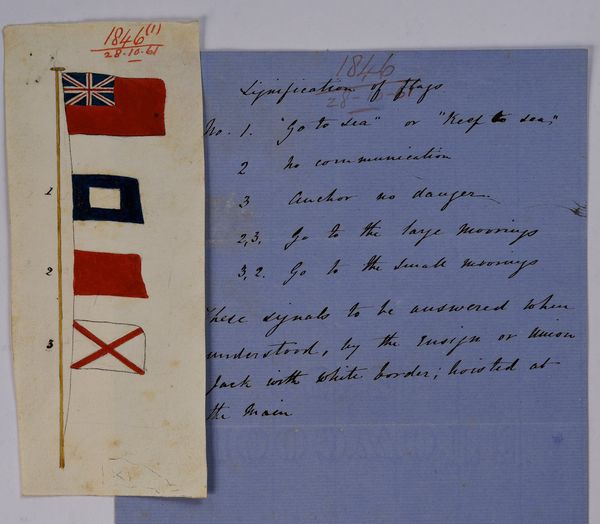 1846 (1)
28-10-61
1
2
3
1846
28-10-61
Signification of flags
No. 1. "Go to sea" or "Keep to sea,"
2 No communication
3 Anchor no danger.
2,3. Go to the large moorings
3,2. Go to the small moorings
These signals to be answered when
understood, by the Ensign or Union
Jack with white border; hoisted at
the Main